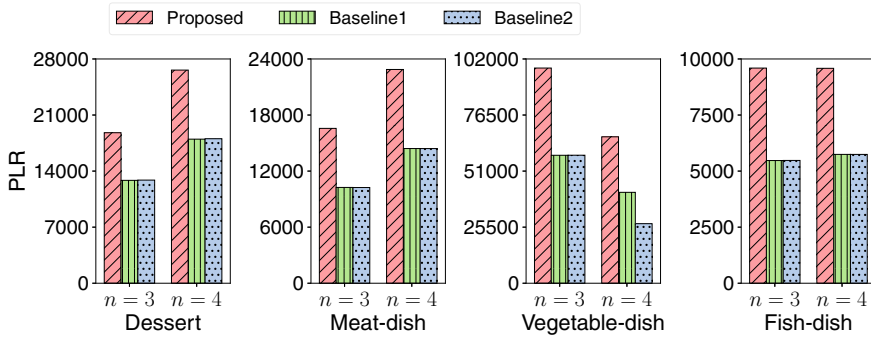 Proposed Baseline1 Baseline2
PLR
28000
21000
14000
7000
0
n = 3 n = 4
Dessert
24000
18000
12000
6000
0
n = 3 n = 4
Meat-dish
102000
76500
51000
25500
0
n = 3 n = 4
Vegetable-dish
10000
7500
5000
2500
0
n = 3 n = 4
Fish-dish